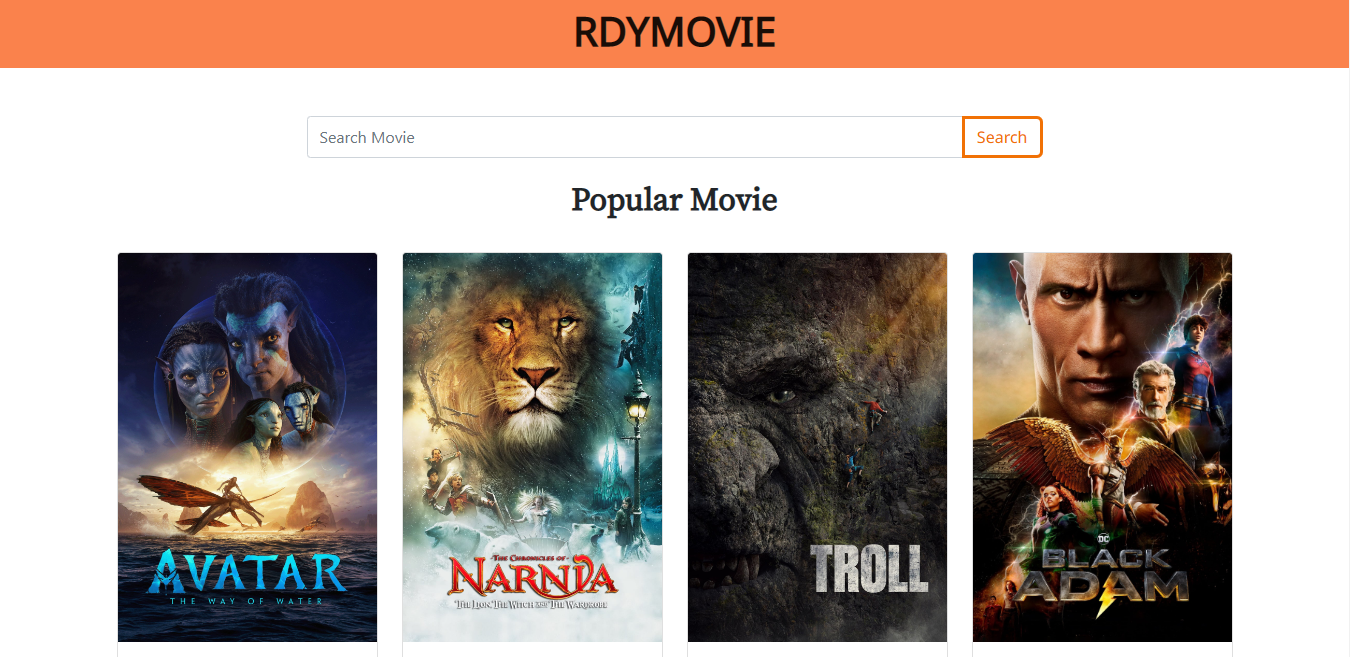 RDYMOVIE
Search Movie
Search
Popular Movie
AVATAR
THE WAY OF WATER
THE CHRONICLES OF
NARNIA
THE LION, THE WITCH AND THE WARDROBE
TROLL
DC
BLACK
ADAM